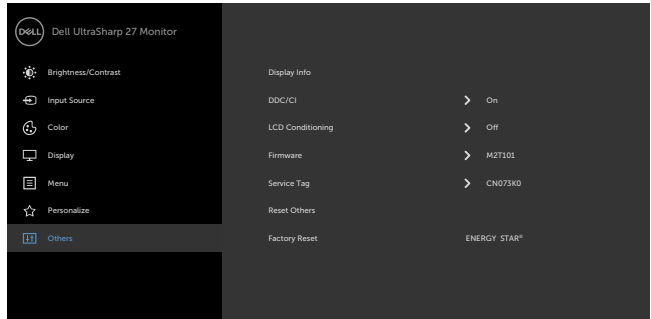 DELL Dell UltraSharp 27 Monitor
Brightness/Contrast Display Info
Input Source DDC/CI On
Color LCD Conditioning Off
Display Firmware M2T101
Menu Service Tag CN073K0
Personalize Reset Others
Others Factory Reset ENERGY STAR®